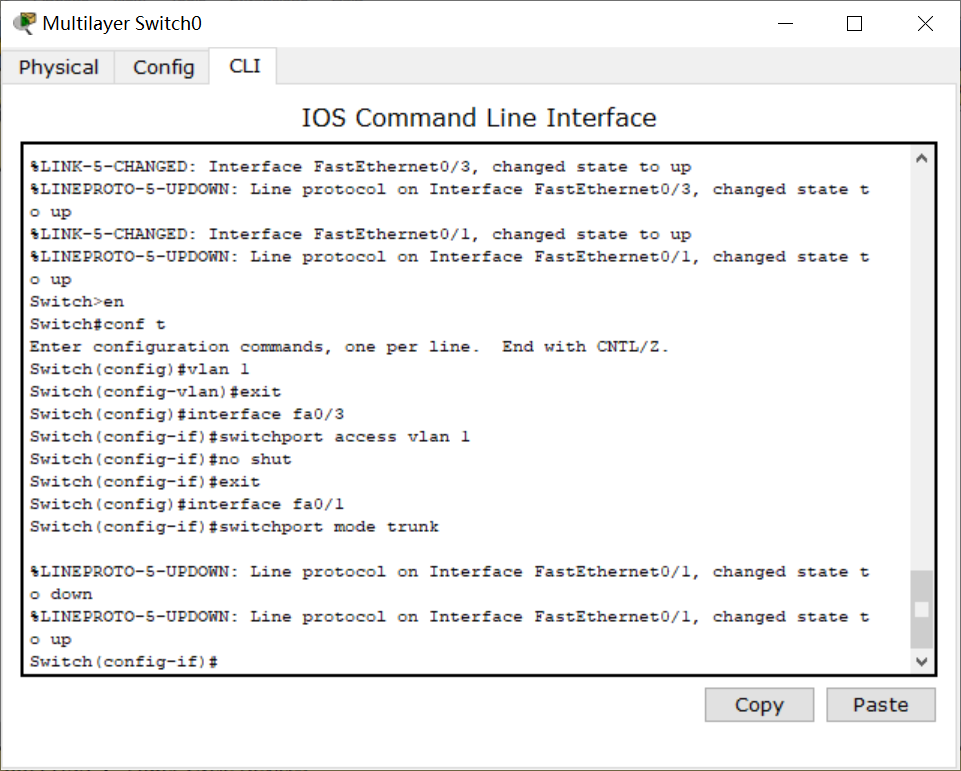 Multilayer Switch0
Physical Config CLI
IOS Command Line Interface
%LINK-5-CHANGED: Interface FastEthernet0/3, changed state to up
%LINEPROTO-5-UPDOWN: Line protocol on Interface FastEthernet0/3, changed state t
o up
%LINK-5-CHANGED: Interface FastEthernet0/1, changed state to up
%LINEPROTO-5-UPDOWN: Line protocol on Interface FastEthernet0/1, changed state t
o up
Switch>en
Switch#conf t
Enter configuration commands, one per line.  End with CNTL/Z.
Switch(config)#vlan 1
Switch(config-vlan)#exit
Switch(config)#interface fa0/3
Switch(config-if)#switchport access vlan 1
Switch(config-if)#no shut
Switch(config-if)#exit
Switch(config)#interface fa0/1
Switch(config-if)#switchport mode trunk
%LINEPROTO-5-UPDOWN: Line protocol on Interface FastEthernet0/1, changed state t
o down
%LINEPROTO-5-UPDOWN: Line protocol on Interface FastEthernet0/1, changed state t
o up
Switch(config-if)#
Copy Paste